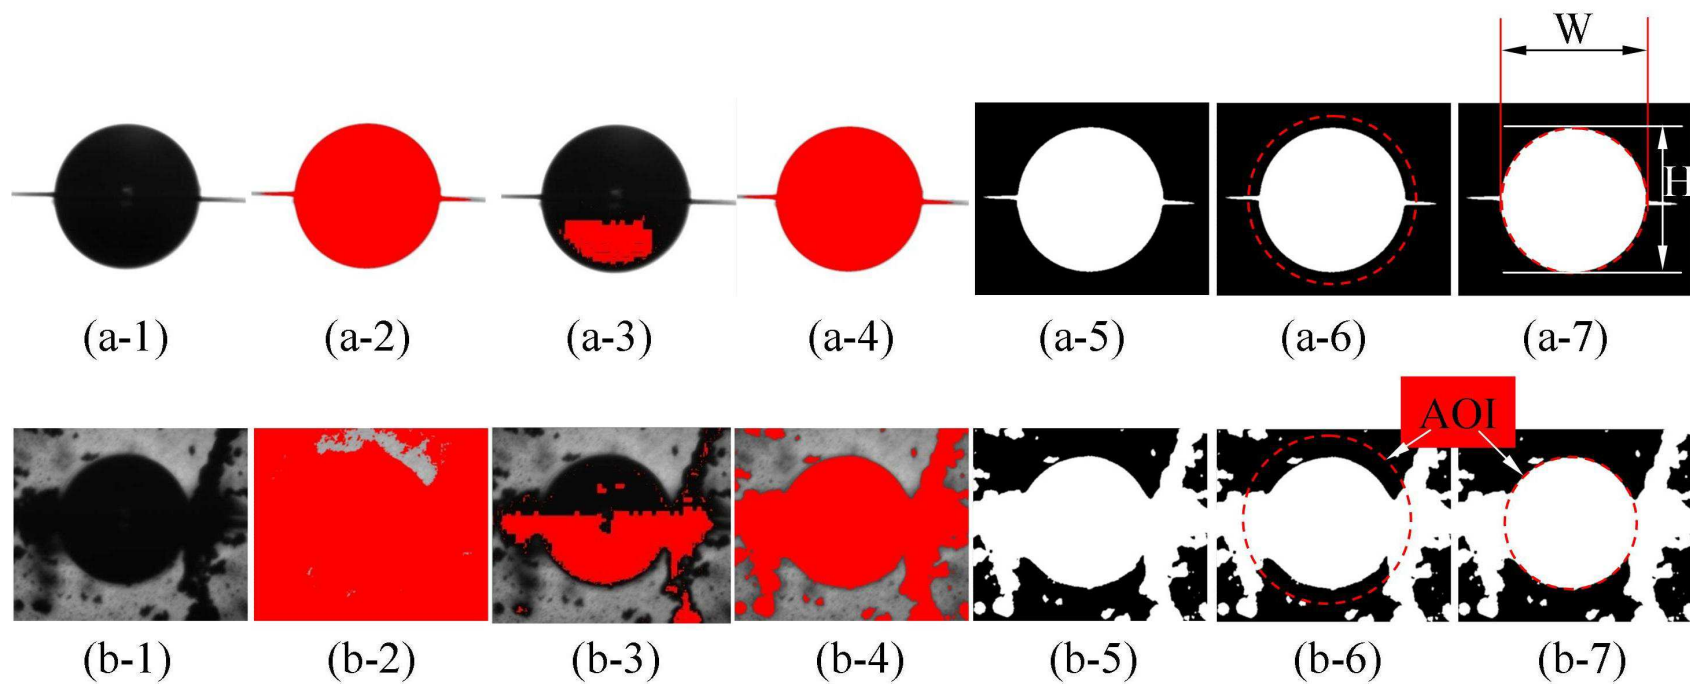 W
H
(a-1) (a-2) (a-3) (a-4) (a-5) (a-6) (a-7)
AOI
(b-1) (b-2) (b-3) (b-4) (b-5) (b-6) (b-7)